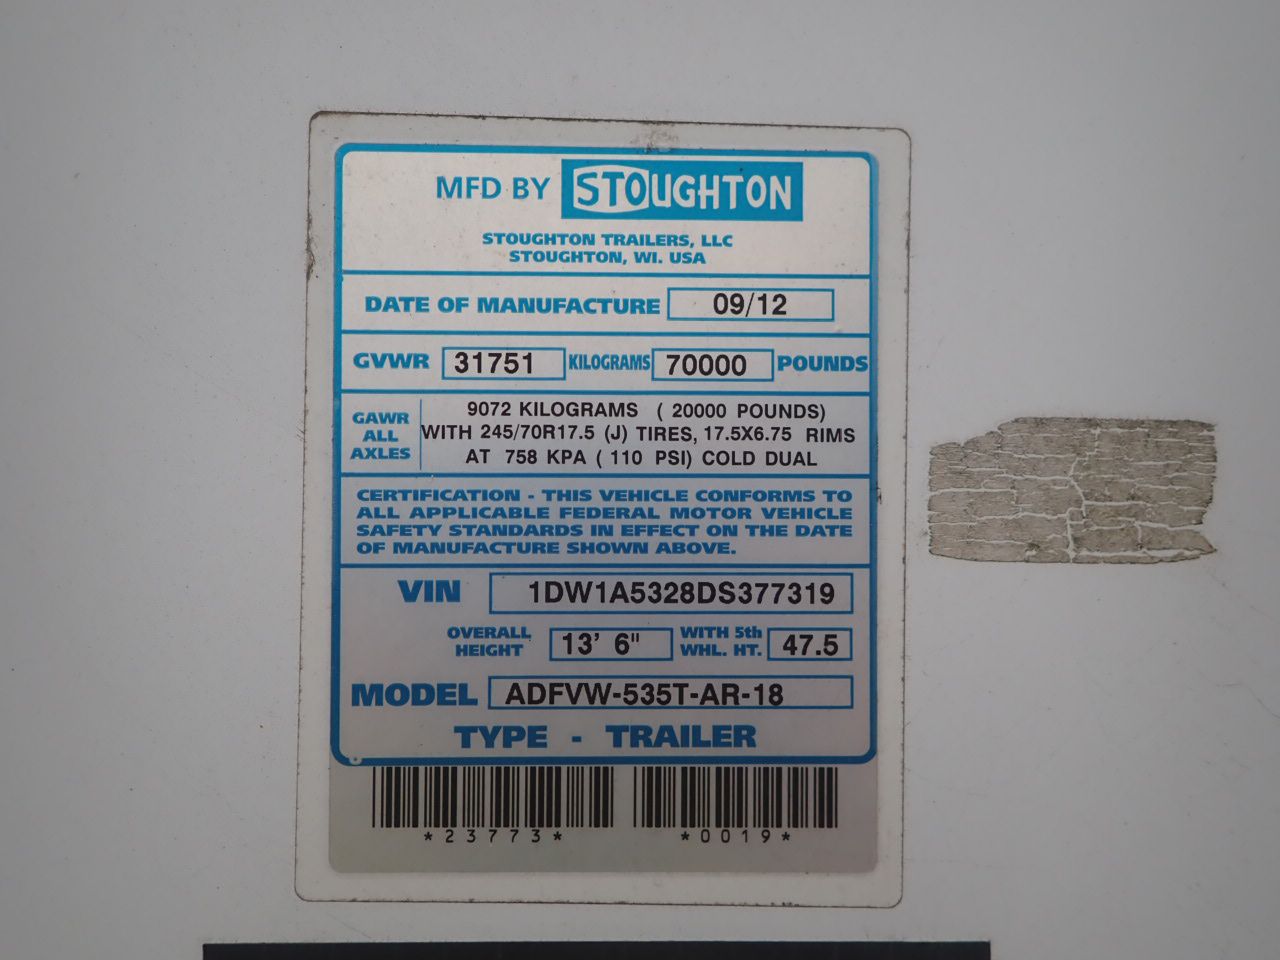 MFD BY STOUGHTON
STOUGHTON TRAILERS, LLC
STOUGHTON, WI. USA
DATE OF MANUFACTURE 09/12
GVWR 31751 KILOGRAMS 70000 POUNDS
GAWR ALL AXLES
9072 KILOGRAMS ( 20000 POUNDS)
WITH 245/70R17.5 (J) TIRES, 17.5X6.75 RIMS
AT 758 KPA ( 110 PSI) COLD DUAL
CERTIFICATION - THIS VEHICLE CONFORMS TO
ALL APPLICABLE FEDERAL MOTOR VEHICLE
SAFETY STANDARDS IN EFFECT ON THE DATE
OF MANUFACTURE SHOWN ABOVE.
VIN 1DW1A5328DS377319
OVERALL HEIGHT 13' 6" WITH 5th WHL. HT. 47.5
MODEL ADFVW-535T-AR-18
TYPE - TRAILER
*23773* *0019*